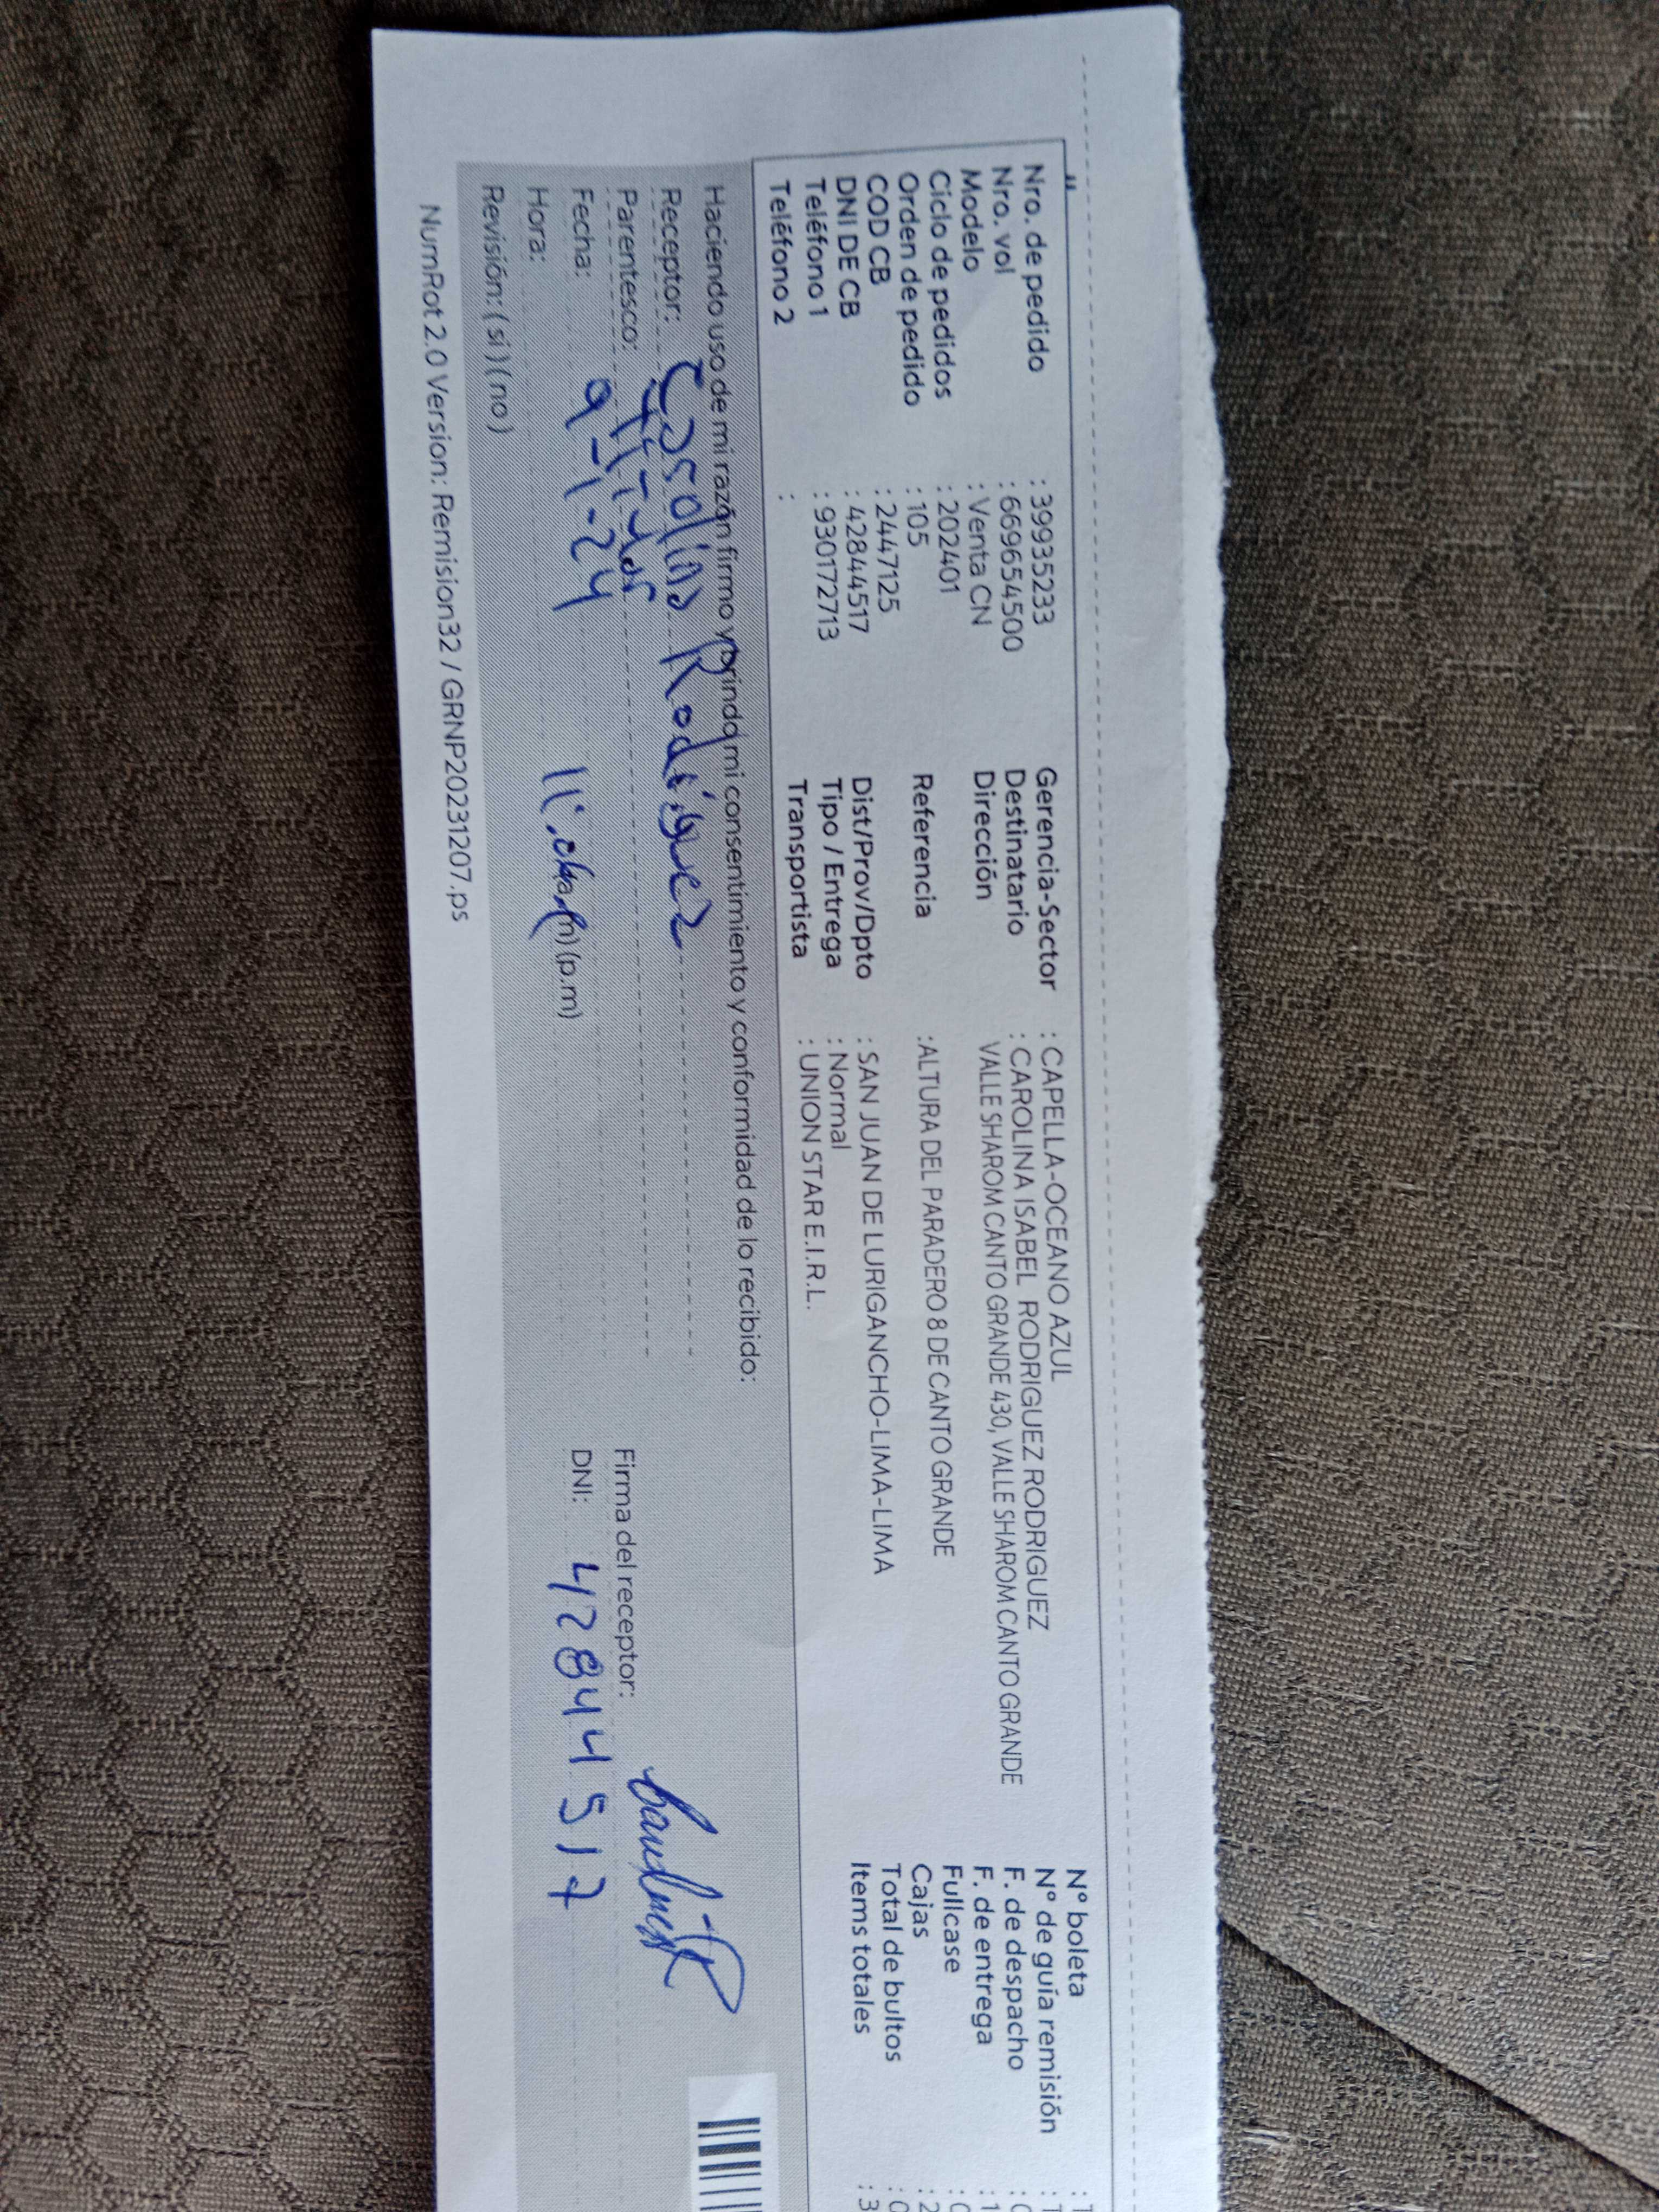 Nro. de pedido : 39935233
Nro. vol : 669654500
Modelo : Venta CN
Ciclo de pedidos : 202401
Orden de pedido : 105
COD CB : 2447125
DNI DE CB : 42844517
Teléfono 1 : 930172713
Teléfono 2 :
Gerencia-Sector : CAPELLA-OCEANO AZUL
Destinatario : CAROLINA ISABEL RODRIGUEZ RODRIGUEZ
Dirección VALLE SHAROM CANTO GRANDE 430, VALLE SHAROM CANTO GRANDE
Referencia :ALTURA DEL PARADERO 8 DE CANTO GRANDE
Dist/Prov/Dpto : SAN JUAN DE LURIGANCHO-LIMA-LIMA
Tipo / Entrega : Normal
Transportista : UNION STAR E.I.R.L.
N° boleta :
N° de guía remisión :
F. de despacho :
F. de entrega :
Fullcase :
Cajas :
Total de bultos :
Items totales :
Haciendo uso de mi razón firmo y brindo mi consentimiento y conformidad de lo recibido:
Receptor: Carolina Rodríguez
Parentesco: Titular
Fecha: 9-1-24
Hora: (p.m)
Revisión: ( si ) ( no )
Firma del receptor:
DNI: 42844517
NumRot 2.0 Version: Remision32 / GRNP20231207.ps